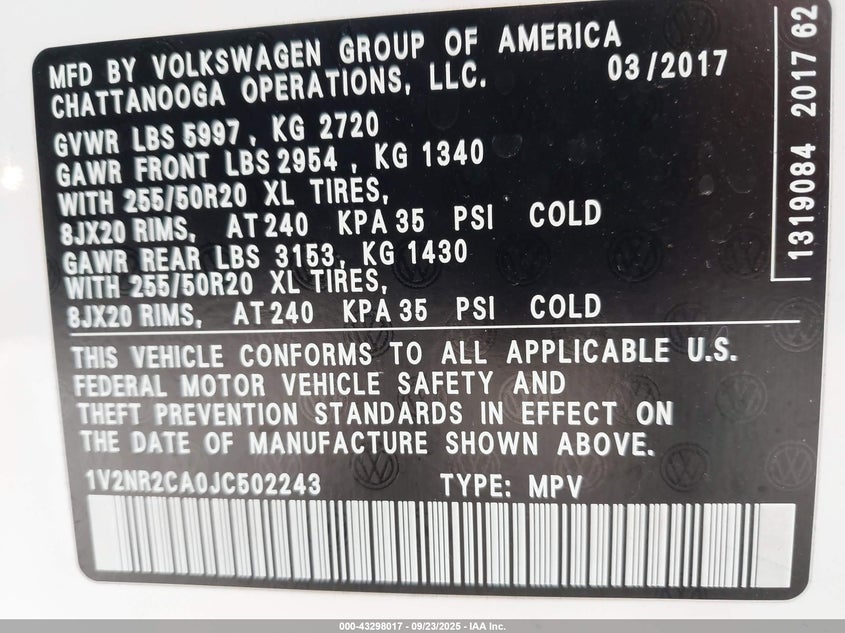 MFD BY VOLKSWAGEN GROUP OF AMERICA
CHATTANOOGA OPERATIONS, LLC. 03/2017
GVWR LBS 5997, KG 2720
GAWR FRONT LBS 2954, KG 1340
WITH 255/50R20 XL TIRES,
8JX20 RIMS, AT 240 KPA 35 PSI COLD
GAWR REAR LBS 3153, KG 1430
WITH 255/50R20 XL TIRES,
8JX20 RIMS, AT 240 KPA 35 PSI COLD
THIS VEHICLE CONFORMS TO ALL APPLICABLE U.S.
FEDERAL MOTOR VEHICLE SAFETY AND
THEFT PREVENTION STANDARDS IN EFFECT ON
THE DATE OF MANUFACTURE SHOWN ABOVE.
1V2NR2CA0JC502243 TYPE: MPV
1319084 2017 62
000-43298017 - 09/23/2025 - IAA Inc.